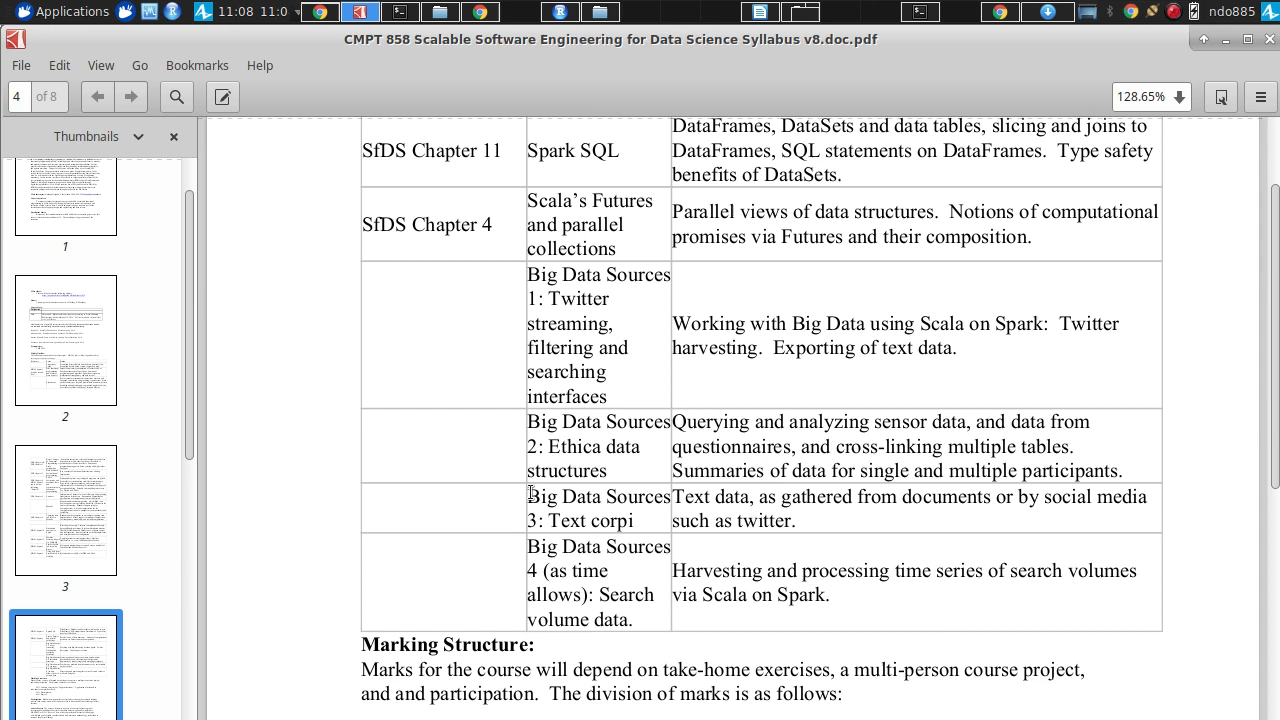 Applications 11:08 11:0 ndo885
CMPT 858 Scalable Software Engineering for Data Science Syllabus v8.doc.pdf
File Edit View Go Bookmarks Help
4 of 8 128.65%
Thumbnails
1
2
3
DataFrames, DataSets and data tables, slicing and joins to
SfDS Chapter 11 Spark SQL DataFrames, SQL statements on DataFrames.  Type safety
benefits of DataSets.
Scala’s Futures
SfDS Chapter 4 and parallel Parallel views of data structures.  Notions of computational
collections promises via Futures and their composition.
Big Data Sources
1: Twitter
streaming, Working with Big Data using Scala on Spark:  Twitter
filtering and harvesting.  Exporting of text data.
searching
interfaces
Big Data Sources Querying and analyzing sensor data, and data from
2: Ethica data questionnaires, and cross-linking multiple tables.
structures Summaries of data for single and multiple participants.
Big Data Sources Text data, as gathered from documents or by social media
3: Text corpi such as twitter.
Big Data Sources
4 (as time Harvesting and processing time series of search volumes
allows): Search via Scala on Spark.
volume data.
Marking Structure:
Marks for the course will depend on take-home exercises, a multi-person course project,
and and participation.  The division of marks is as follows: